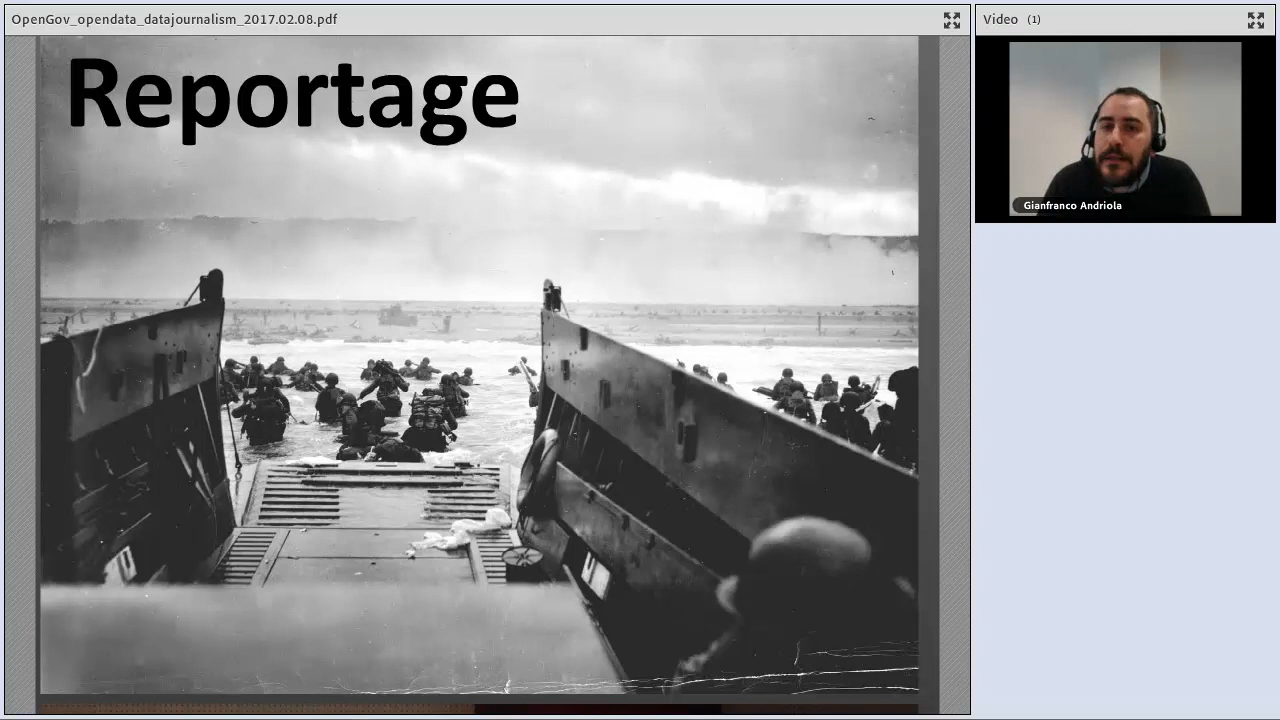 OpenGov_opendata_datajournalism_2017.02.08.pdf
Video (1)
Reportage
Gianfranco Andriola